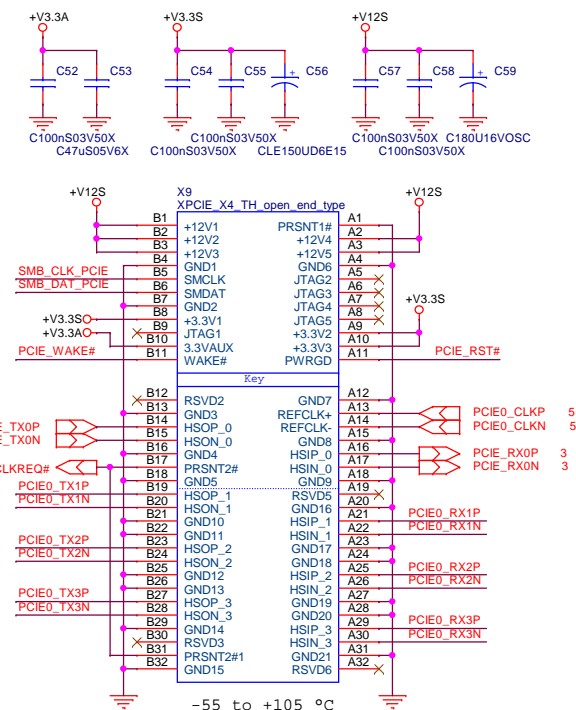 +V3.3A +V3.3S +V12S
C52 C53 C54 C55 C56 C57 C58 C59
C100nS03V50X C100nS03V50X C100nS03V50X C180U16VOSC
C47uS05V6X C100nS03V50X CLE150UD6E15 C100nS03V50X
X9
XPCIE_X4_TH_open_end_type
+V12S +V12S
B1 +12V1 PRSNT1# A1
B2 +12V2 +12V4 A2
B3 +12V3 +12V5 A3
B4 GND1 GND6 A4
SMB_CLK_PCIE B5 SMCLK JTAG2 A5
SMB_DAT_PCIE B6 SMDAT JTAG3 A6
B7 GND2 JTAG4 A7
+V3.3S B8 +3.3V1 JTAG5 A8 +V3.3S
+V3.3A B9 JTAG1 +3.3V2 A9
B10 3.3VAUX +3.3V3 A10
PCIE_WAKE# B11 WAKE# PWRGD A11 PCIE_RST#
Key
B12 RSVD2 GND7 A12
B13 GND3 REFCLK+ A13 PCIE0_CLKP 5
E_TX0P B14 HSOP_0 REFCLK- A14 PCIE0_CLKN 5
E_TX0N B15 HSON_0 GND8 A15
B16 GND4 HSIP_0 A16 PCIE_RX0P 3
CLKREQ# B17 PRSNT2# HSIN_0 A17 PCIE_RX0N 3
B18 GND5 GND9 A18
PCIE0_TX1P B19 HSOP_1 RSVD5 A19
PCIE0_TX1N B20 HSON_1 GND16 A20
B21 GND10 HSIP_1 A21 PCIE0_RX1P
B22 GND11 HSIN_1 A22 PCIE0_RX1N
PCIE0_TX2P B23 HSOP_2 GND17 A23
PCIE0_TX2N B24 HSON_2 GND18 A24
B25 GND12 HSIP_2 A25 PCIE0_RX2P
B26 GND13 HSIN_2 A26 PCIE0_RX2N
PCIE0_TX3P B27 HSOP_3 GND19 A27
PCIE0_TX3N B28 HSON_3 GND20 A28
B29 GND14 HSIP_3 A29 PCIE0_RX3P
B30 RSVD3 HSIN_3 A30 PCIE0_RX3N
B31 PRSNT2#1 GND21 A31
B32 GND15 RSVD6 A32
-55 to +105 °C